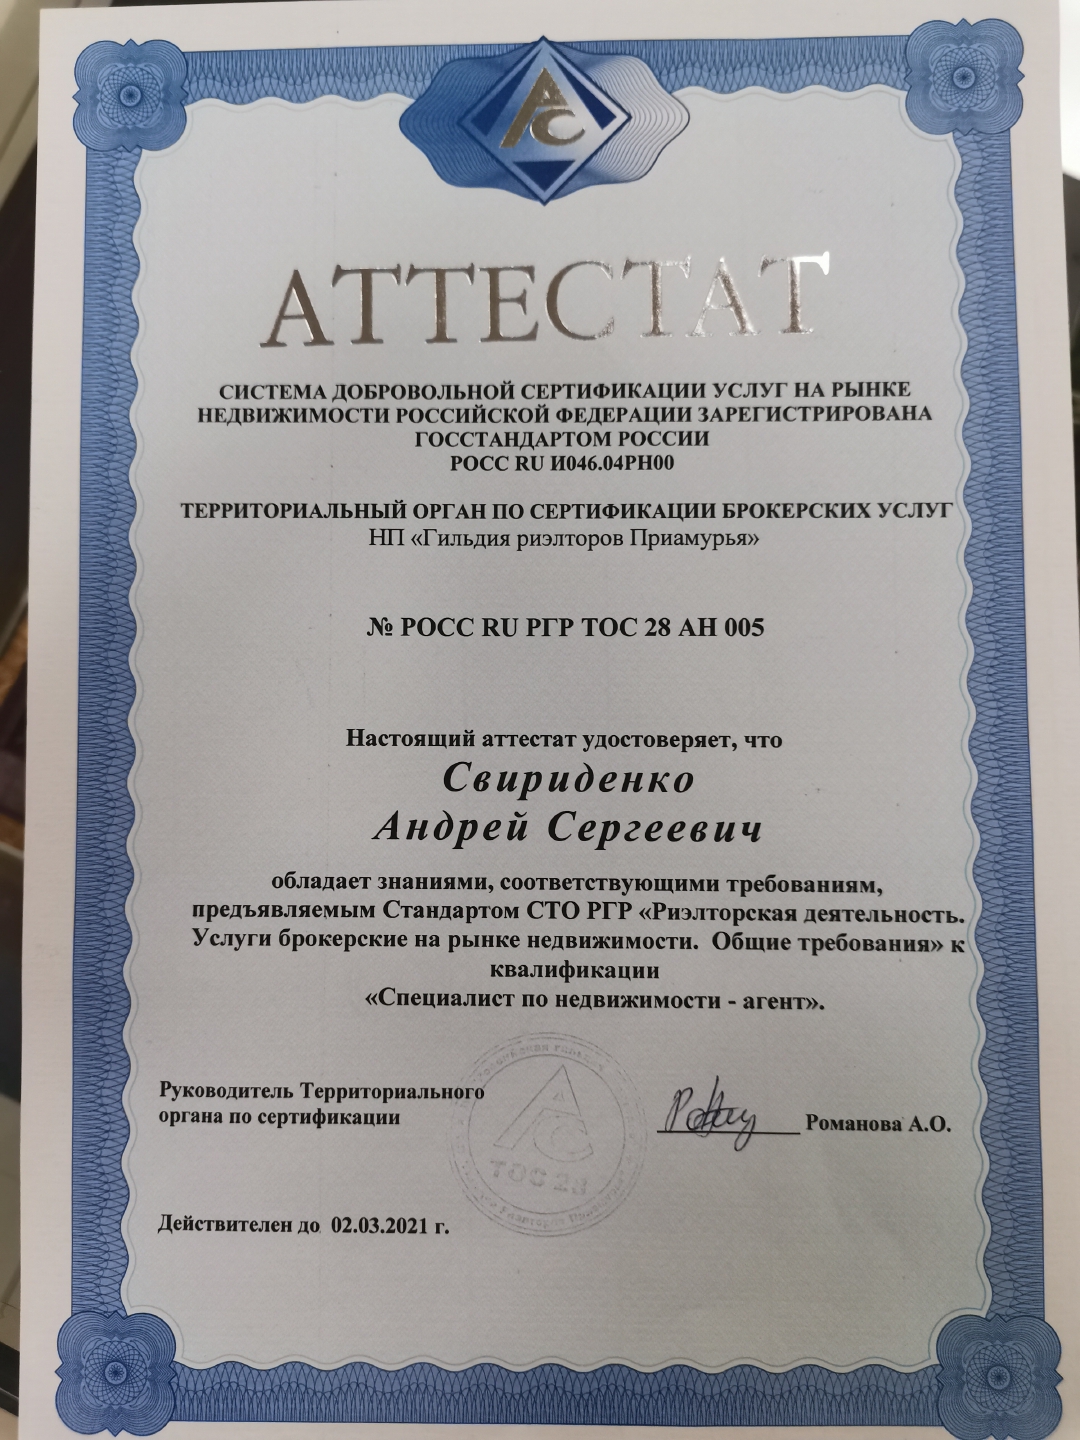 АС
АТТЕСТАТ
СИСТЕМА ДОБРОВОЛЬНОЙ СЕРТИФИКАЦИИ УСЛУГ НА РЫНКЕ
НЕДВИЖИМОСТИ РОССИЙСКОЙ ФЕДЕРАЦИИ ЗАРЕГИСТРИРОВАНА
ГОССТАНДАРТОМ РОССИИ
РОСС RU И046.04РН00
ТЕРРИТОРИАЛЬНЫЙ ОРГАН ПО СЕРТИФИКАЦИИ БРОКЕРСКИХ УСЛУГ
НП «Гильдия риэлторов Приамурья»
№ РОСС RU РГР ТОС 28 АН 005
Настоящий аттестат удостоверяет, что
Свириденко
Андрей Сергеевич
обладает знаниями, соответствующими требованиям,
предъявляемым Стандартом СТО РГР «Риэлторская деятельность.
Услуги брокерские на рынке недвижимости. Общие требования» к
квалификации
«Специалист по недвижимости - агент».
Руководитель Территориального
органа по сертификации
Романова А.О.
ТОС 28
Действителен до 02.03.2021 г.